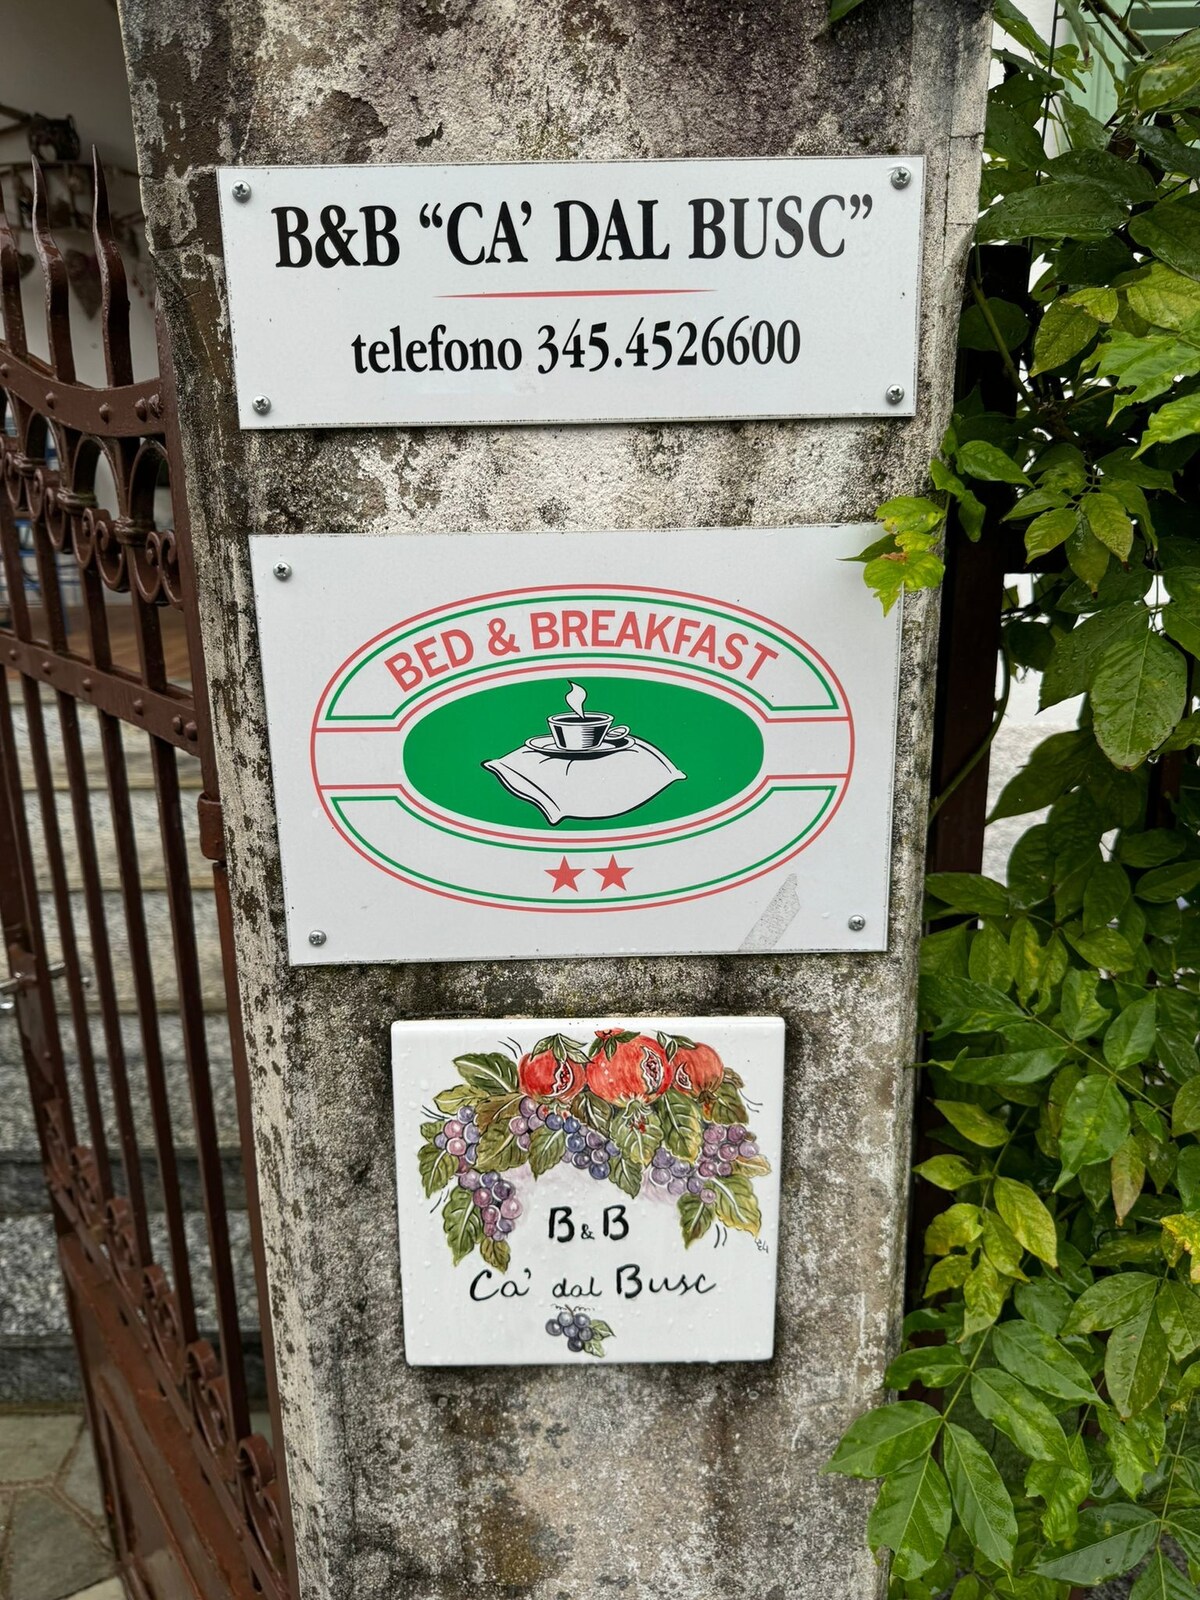 B&B “CA’ DAL BUSC”
telefono 345.4526600
BED & BREAKFAST
B&B
Ca' dal Busc